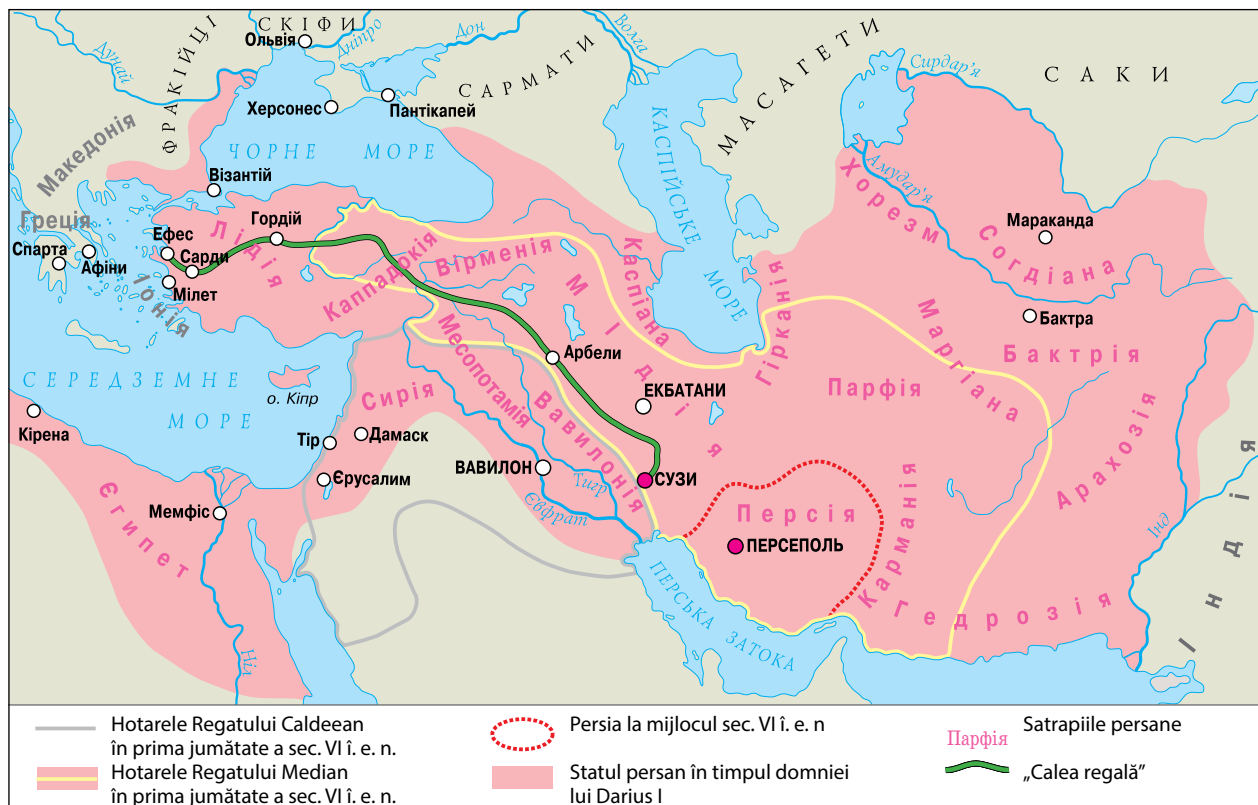 СКІФИ
Ольвія
Дніпро
Дон
Волга
Дунай
ФРАКІЙЦІ
САРМАТИ
МАСАГЕТИ
Сирдар'я
САКИ
Херсонес
Пантікапей
Македонія
ЧОРНЕ МОРЕ
КАСПІЙСЬКЕ
МОРЕ
Амудар'я
Хорезм
Візантій
Мараканда
Греція
Гордій
Ефес
Спарта
Афіни
Сарди
Лідія
Мілет
Іонія
Каппадокія
Вірменія
Каспіана
Гірканія
Согдіана
Бактра
Маргіана
Бактрія
Мідія
Арбели
Месопотамія
СЕРЕДЗЕМНЕ
МОРЕ
о. Кіпр
Сирія
ЕКБАТАНИ
Парфія
Кірена
Тір
Дамаск
Вавилонія
Арахозія
ВАВИЛОН
Тигр
СУЗИ
Єрусалим
Євфрат
Єгипет
Мемфіс
Персія
ПЕРСЕПОЛЬ
Карманія
Інд
Індія
Гедрозія
ПЕРСЬКА ЗАТОКА
Ніл
Hotarele Regatului Caldeean
în prima jumătate a sec. VI î. e. n.
Hotarele Regatului Median
în prima jumătate a sec. VI î. e. n.
Persia la mijlocul sec. VI î. e. n
Statul persan în timpul domniei
lui Darius I
Парфія
Satrapiile persane
„Calea regală”